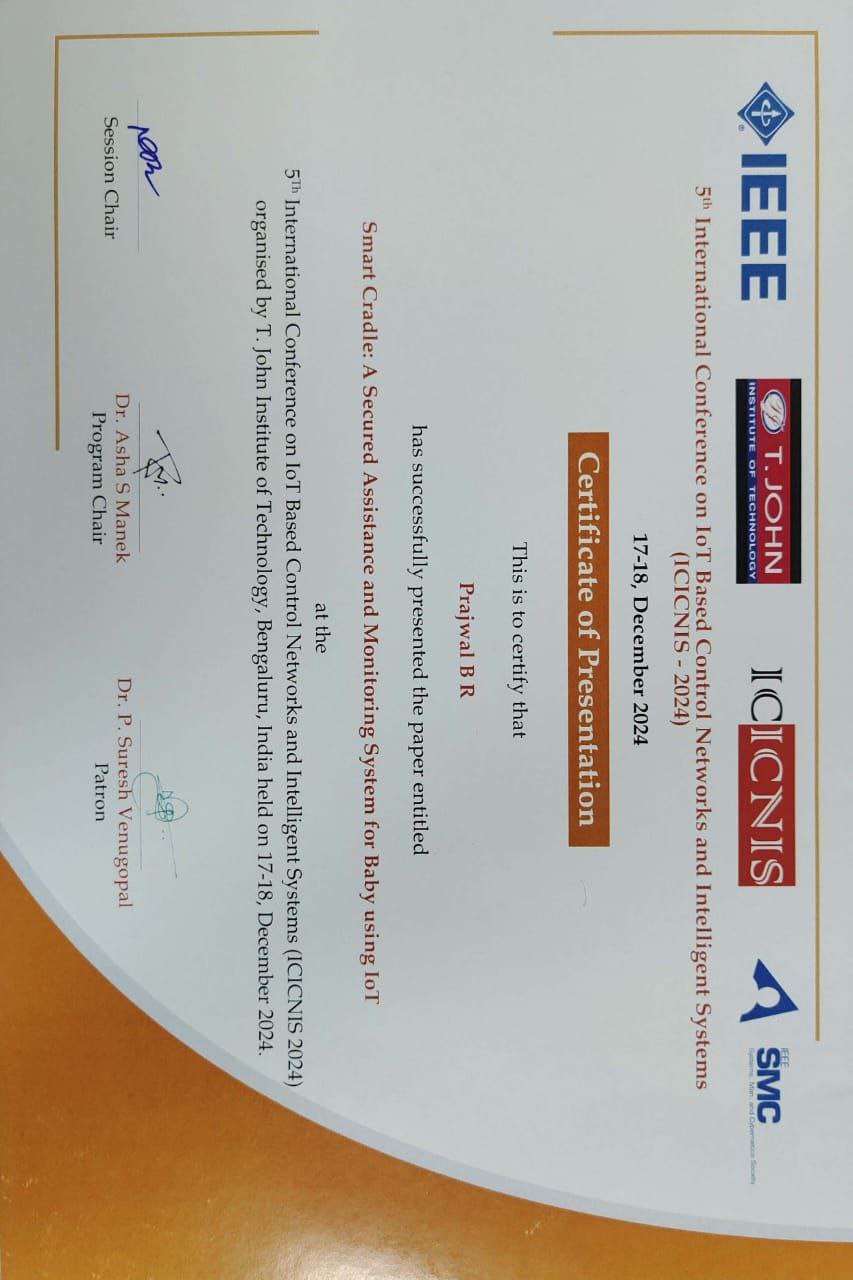 IEEE
T. JOHN
INSTITUTE OF TECHNOLOGY
ICICNIS
IEEE
SMC
Systems, Man, and Cybernetics Society
5th International Conference on IoT Based Control Networks and Intelligent Systems
(ICICNIS - 2024)
17-18, December 2024
Certificate of Presentation
This is to certify that
Prajwal B R
has successfully presented the paper entitled
Smart Cradle: A Secured Assistance and Monitoring System for Baby using IoT
at the
5Th International Conference on IoT Based Control Networks and Intelligent Systems (ICICNIS 2024)
organised by T. John Institute of Technology, Bengaluru, India held on 17-18, December 2024.
Session Chair
Dr. Asha S Manek
Program Chair
Dr. P. Suresh Venugopal
Patron